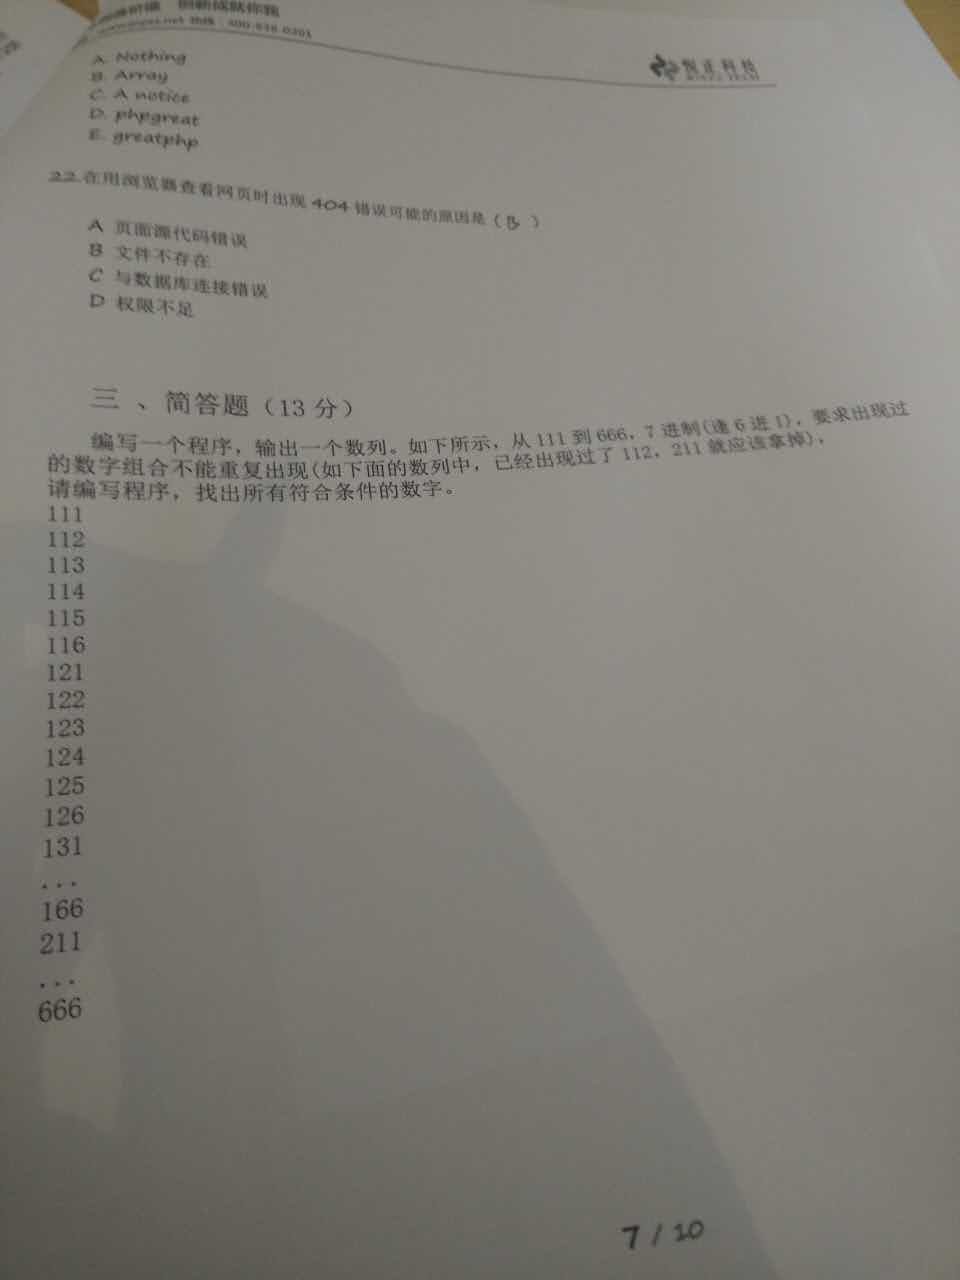 创新成就你我
400-636-0201
A. Nothing
B. Array
C. A notice
D. phpgreat
E. greatphp
22.在用浏览器查看网页时出现 404 错误可能的原因是（B ）
A 页面源代码错误
B 文件不存在
C 与数据库连接错误
D 权限不足
三 、简答题（13 分）
编写一个程序，输出一个数列。如下所示，从 111 到 666，7 进制(逢 6 进 1)，要求出现过
的数字组合不能重复出现(如下面的数列中，已经出现过了 112，211 就应该拿掉)，
请编写程序，找出所有符合条件的数字。
111
112
113
114
115
116
121
122
123
124
125
126
131
...
166
211
...
666
7 / 10